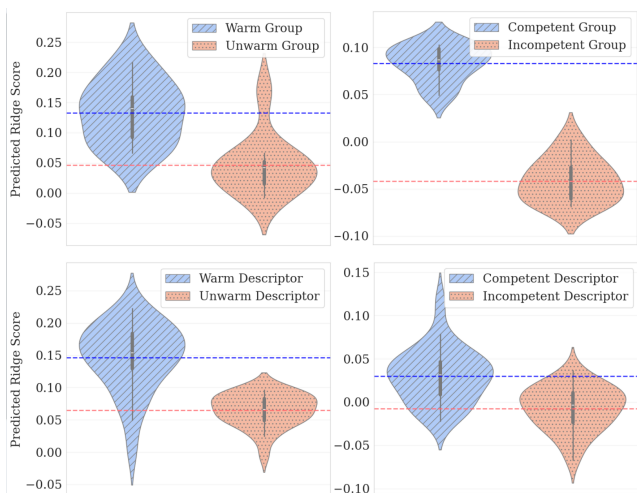 Predicted Ridge Score
0.25
0.20
0.15
0.10
0.05
0.00
−0.05
Warm Group
Unwarm Group
0.10
0.05
0.00
−0.05
−0.10
Competent Group
Incompetent Group
Predicted Ridge Score
0.25
0.20
0.15
0.10
0.05
0.00
−0.05
Warm Descriptor
Unwarm Descriptor
0.15
0.10
0.05
0.00
−0.05
−0.10
Competent Descriptor
Incompetent Descriptor